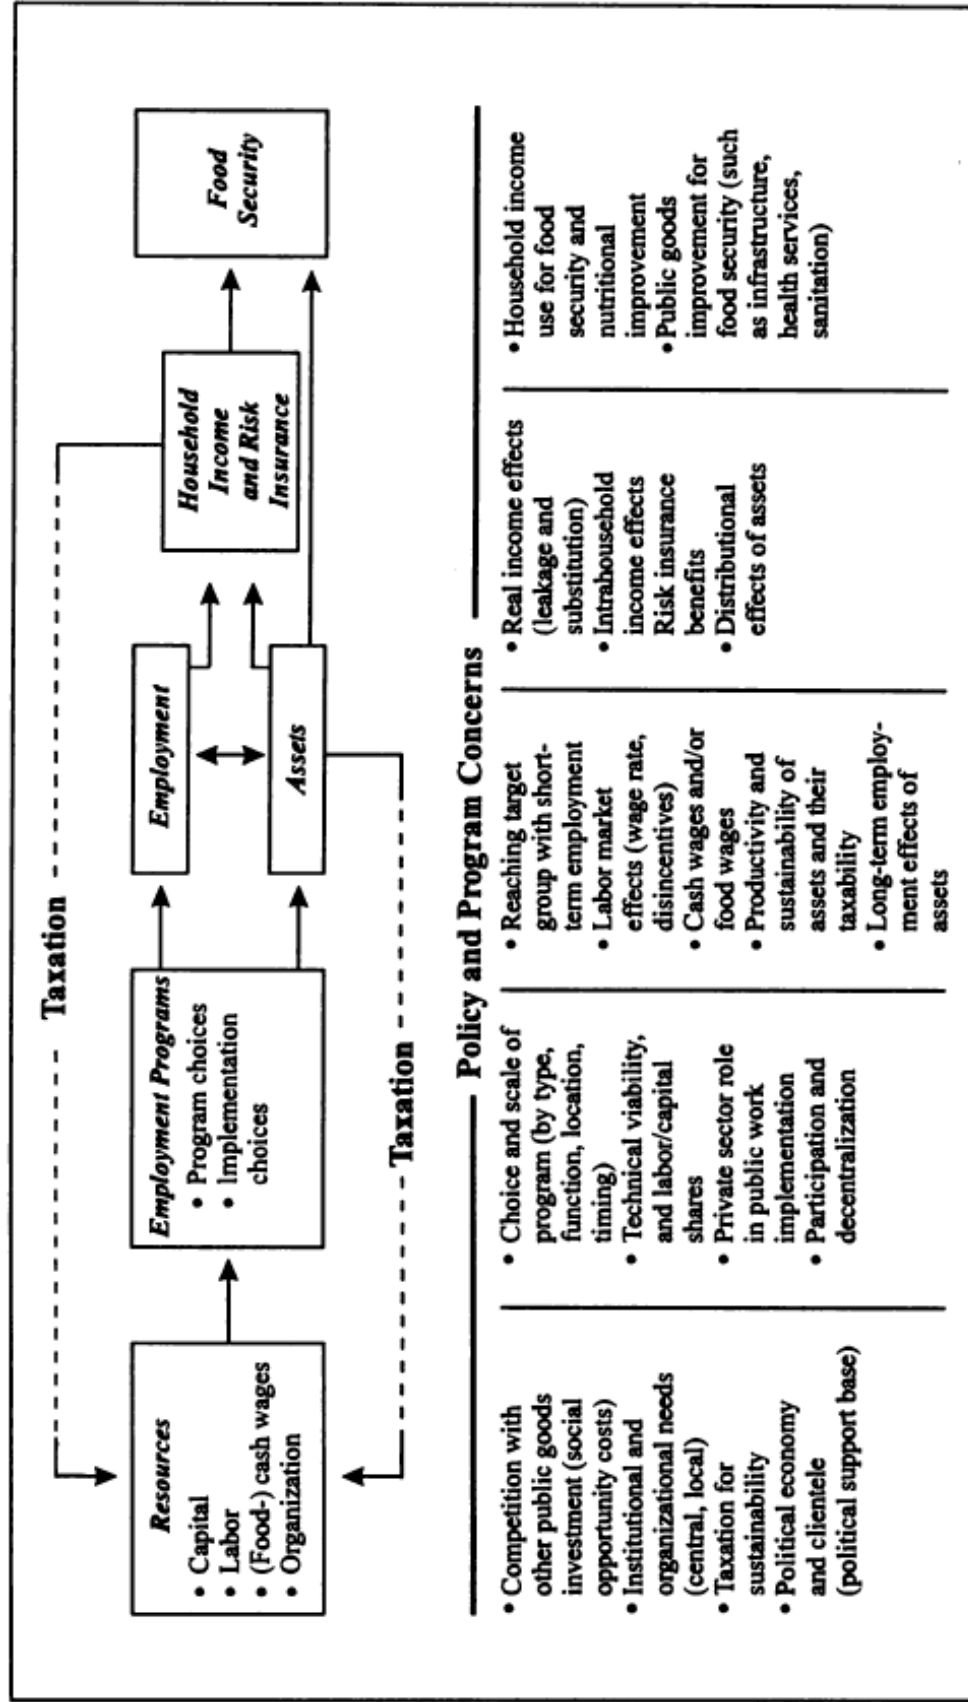 Taxation
Resources
• Capital
• Labor
• (Food-) cash wages
• Organization
Employment Programs
• Program choices
• Implementation
choices
Employment
Assets
Household
Income
and Risk
Insurance
Food
Security
Taxation
Policy and Program Concerns
• Competition with
other public goods
investment (social
opportunity costs)
• Institutional and
organizational needs
(central, local)
• Taxation for
sustainability
• Political economy
and clientele
(political support base)
• Choice and scale of
program (by type,
function, location,
timing)
• Technical viability,
and labor/capital
shares
• Private sector role
in public work
implementation
• Participation and
decentralization
• Reaching target
group with short-
term employment
• Labor market
effects (wage rate,
disincentives)
• Cash wages and/or
food wages
• Productivity and
sustainability of
assets and their
taxability
• Long-term employ-
ment effects of
assets
• Real income effects
(leakage and
substitution)
• Intrahousehold
income effects
Risk insurance
benefits
• Distributional
effects of assets
• Household income
use for food
security and
nutritional
improvement
• Public goods
improvement for
food security (such
as infrastructure,
health services,
sanitation)